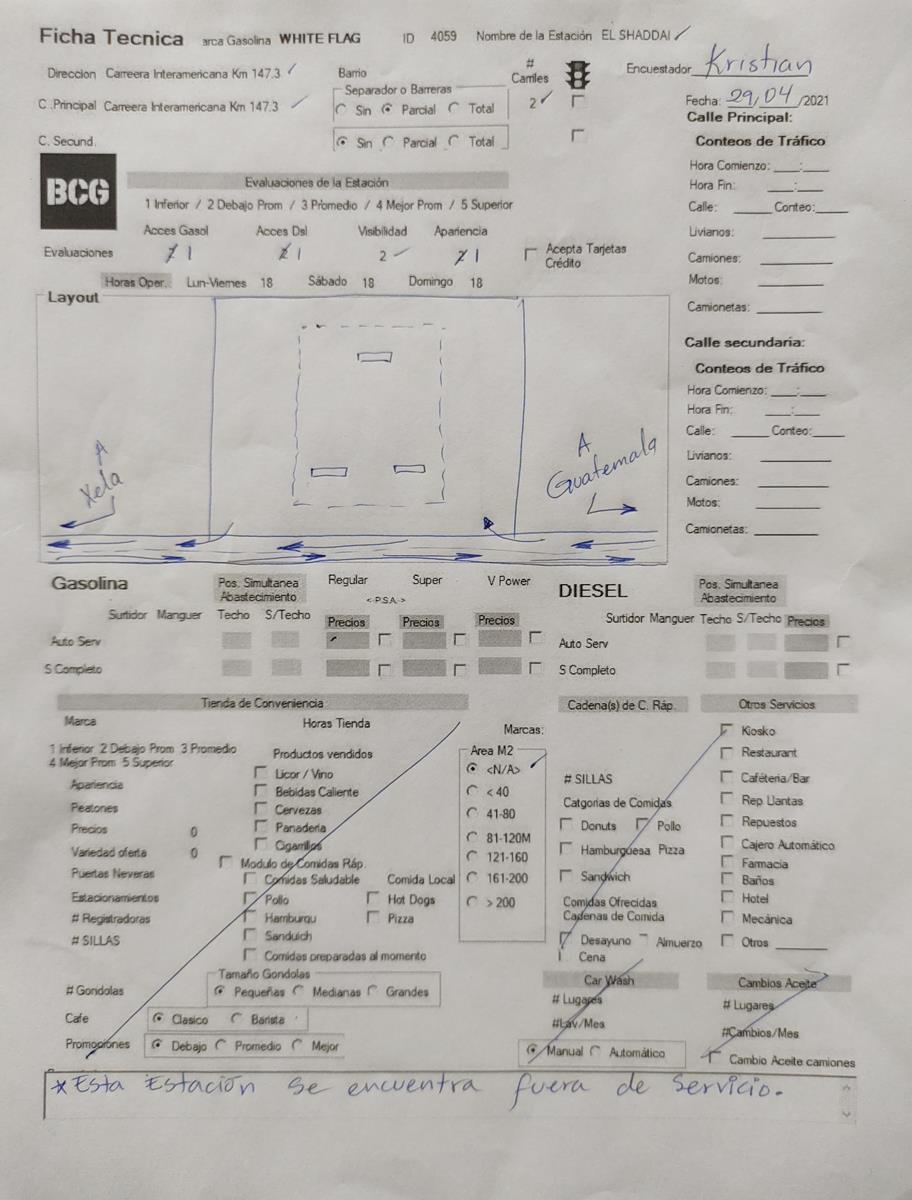 Ficha Tecnica arca Gasolina WHITE FLAG ID 4059 Nombre de la Estación EL SHADDAI
Direccion Carreera Interamericana Km 147.3 Barrio # Carriles Encuestador Kristian
Separador o Barreras
C .Principal Carreera Interamericana Km 147.3 Sin Parcial Total 2 Fecha: 29/04/2021
Calle Principal:
C. Secund. Sin Parcial Total Conteos de Tráfico
BCG
Evaluaciones de la Estación
1 Inferior / 2 Debajo Prom / 3 Promedio / 4 Mejor Prom / 5 Superior
Acces Gasol Acces Dsl Visibilidad Apariencia
Evaluaciones 1 1 2 1 Acepta Tarjetas Crédito
Horas Oper. Lun-Viernes 18 Sábado 18 Domingo 18
Hora Comienzo: ___:___
Hora Fin: ___:___
Calle: _____ Conteo:_____
Livianos:
Camiones:
Motos:
Camionetas:
Layout
A Xela
A Guatemala
Calle secundaria:
Conteos de Tráfico
Hora Comienzo: ___:___
Hora Fin: ___:___
Calle: _____ Conteo:_____
Livianos:
Camiones:
Motos:
Camionetas:
Gasolina Pos. Simultanea Abastecimiento Regular Super V Power
<-P.S.A.->
Surtidor Manguer Techo S/Techo Precios Precios Precios
Auto Serv
S Completo
DIESEL Pos. Simultanea Abastecimiento
Surtidor Manguer Techo S/Techo Precios
Auto Serv
S Completo
Tienda de Conveniencia
Marca Horas Tienda
1 Inferior 2 Debajo Prom 3 Promedio
4 Mejor Prom 5 Superior
Apariencia
Peatones
Precios 0
Variedad oferta 0
Puertas Neveras
Estacionamientos
# Registradoras
# SILLAS
Productos vendidos
Licor / Vino
Bebidas Caliente
Cervezas
Panaderia
Cigarrillos
Modulo de Comidas Ráp.
Comidas Saludable Comida Local
Pollo Hot Dogs
Hamburqu Pizza
Sanduich
Comidas preparadas al momento
Marcas:
Area M2
<N/A>
< 40
41-80
81-120M
121-160
161-200
> 200
Tamaño Gondolas
# Gondolas Pequeñas Medianas Grandes
Cafe Clasico Barista
Promociones Debajo Promedio Mejor
Cadena(s) de C. Ráp.
# SILLAS
Catgorias de Comidas
Donuts Pollo
Hamburguesa Pizza
Sandwich
Comidas Ofrecidas
Cadenas de Comida
Desayuno Almuerzo
Cena
Car Wash
# Lugares
#Lav/Mes
Manual Automático
Otros Servicios
Kiosko
Restaurant
Cafeteria/Bar
Rep Llantas
Repuestos
Cajero Automático
Farmacia
Baños
Hotel
Mecánica
Otros
Cambios Aceite
# Lugares
#Cambios/Mes
Cambio Aceite camiones
*Esta Estación se encuentra fuera de servicio.